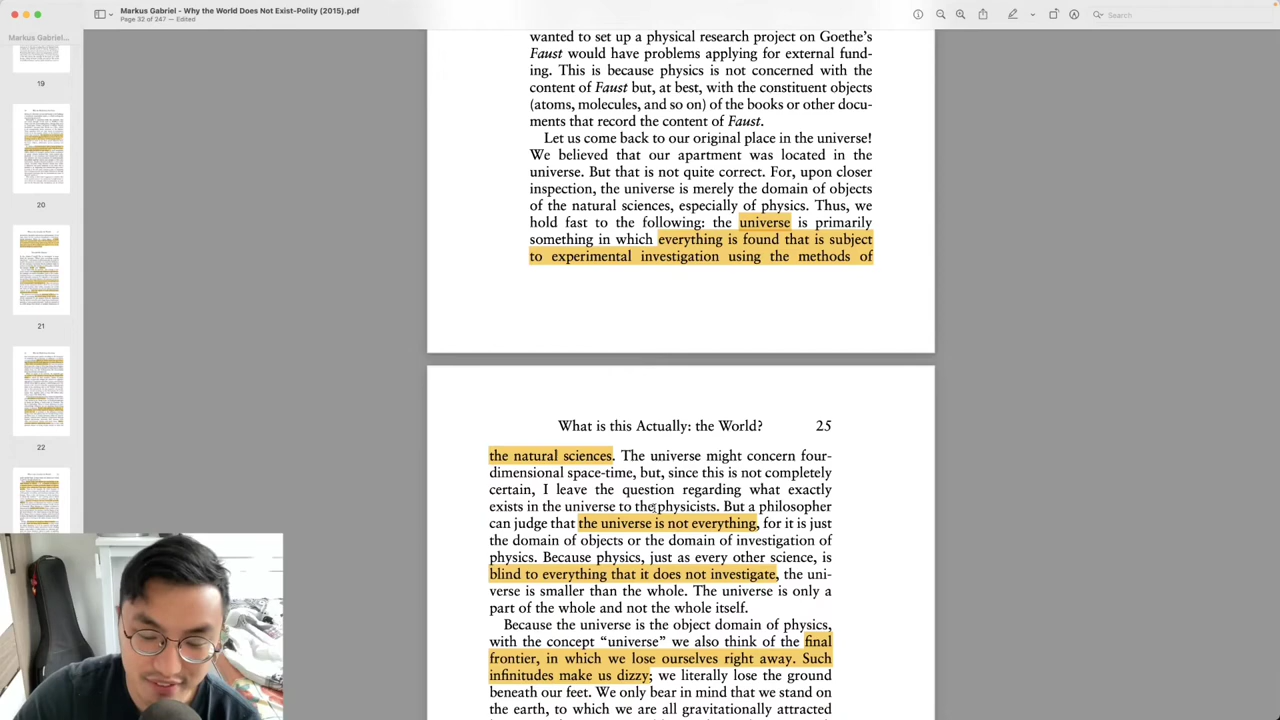 Markus Gabriel - Why the World Does Not Exist-Polity (2015).pdf
Page 32 of 247 — Edited
Search
Markus Gabriel...
19
20
21
22
wanted to set up a physical research project on Goethe's
Faust would have problems applying for external fund-
ing. This is because physics is not concerned with the
content of Faust but, at best, with the constituent objects
(atoms, molecules, and so on) of the books or other docu-
ments that record the content of Faust.
Let us come back to our original place in the universe!
We believed that our apartment was located in the
universe. But that is not quite correct. For, upon closer
inspection, the universe is merely the domain of objects
of the natural sciences, especially of physics. Thus, we
hold fast to the following: the universe is primarily
something in which everything is found that is subject
to experimental investigation using the methods of
What is this Actually: the World? 25
the natural sciences. The universe might concern four-
dimensional space-time, but, since this is not completely
certain, I leave the question regarding what exactly
exists in the universe to the physicists. Yet a philosopher
can judge that the universe is not everything, for it is just
the domain of objects or the domain of investigation of
physics. Because physics, just as every other science, is
blind to everything that it does not investigate, the uni-
verse is smaller than the whole. The universe is only a
part of the whole and not the whole itself.
Because the universe is the object domain of physics,
with the concept “universe” we also think of the final
frontier, in which we lose ourselves right away. Such
infinitudes make us dizzy; we literally lose the ground
beneath our feet. We only bear in mind that we stand on
the earth, to which we are all gravitationally attracted